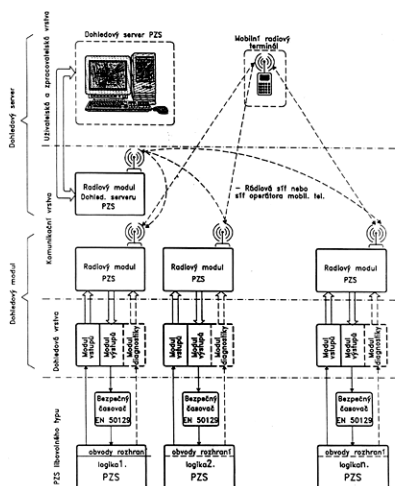 Dohledový server PZS
Mobilní radiový
terminál
Uživatelská a zpracovatelská vrstva
Dohledový server
Radiový modul
Dohled. serveru
PZS
– Rádiová síť nebo
síť operátora mobil. tel.
Komunikační vrstva
Radiový modul
PZS
Radiový modul
PZS
Radiový modul
PZS
Dohledový modul
Dohledová vrstva
Modul
vstupů
Modul
výstupů
Modul
diagnostiky
Modul
vstupů
Modul
výstupů
Modul
diagnostiky
Modul
vstupů
Modul
výstupů
Modul
diagnostiky
Bezpečný
časovač
EN 50129
Bezpečný
časovač
EN 50129
Bezpečný
časovač
EN 50129
PZS libovolného typu
obvody rozhraní
logika1.
PZS
obvody rozhraní
logika2.
PZS
obvody rozhraní
logikan.
PZS